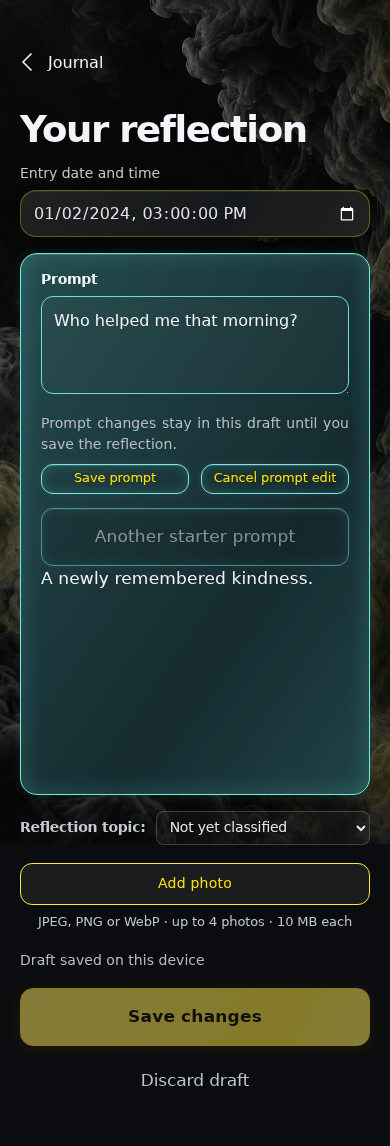 Journal
Your reflection
Entry date and time
01/02/2024, 03:00:00 PM
Prompt
Who helped me that morning?
Prompt changes stay in this draft until you
save the reflection.
Save prompt
Cancel prompt edit
Another starter prompt
A newly remembered kindness.
Reflection topic:
Not yet classified
Add photo
JPEG, PNG or WebP · up to 4 photos · 10 MB each
Draft saved on this device
Save changes
Discard draft